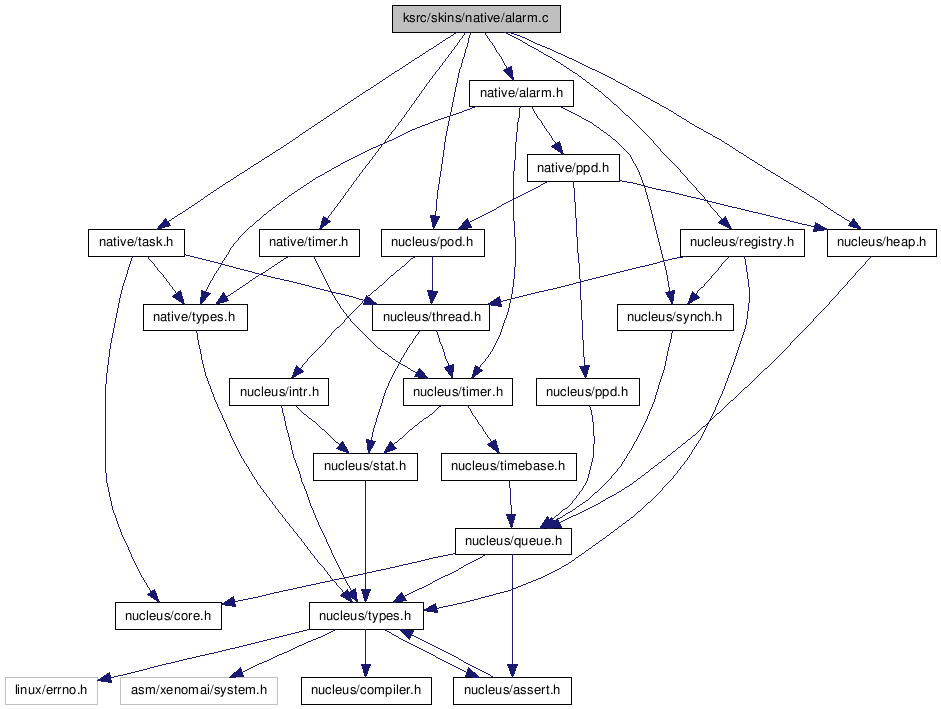 ksrc/skins/native/alarm.c
native/alarm.h
native/ppd.h
native/task.h
native/timer.h
nucleus/pod.h
nucleus/registry.h
nucleus/heap.h
native/types.h
nucleus/thread.h
nucleus/synch.h
nucleus/intr.h
nucleus/timer.h
nucleus/ppd.h
nucleus/stat.h
nucleus/timebase.h
nucleus/queue.h
nucleus/core.h
nucleus/types.h
linux/errno.h
asm/xenomai/system.h
nucleus/compiler.h
nucleus/assert.h